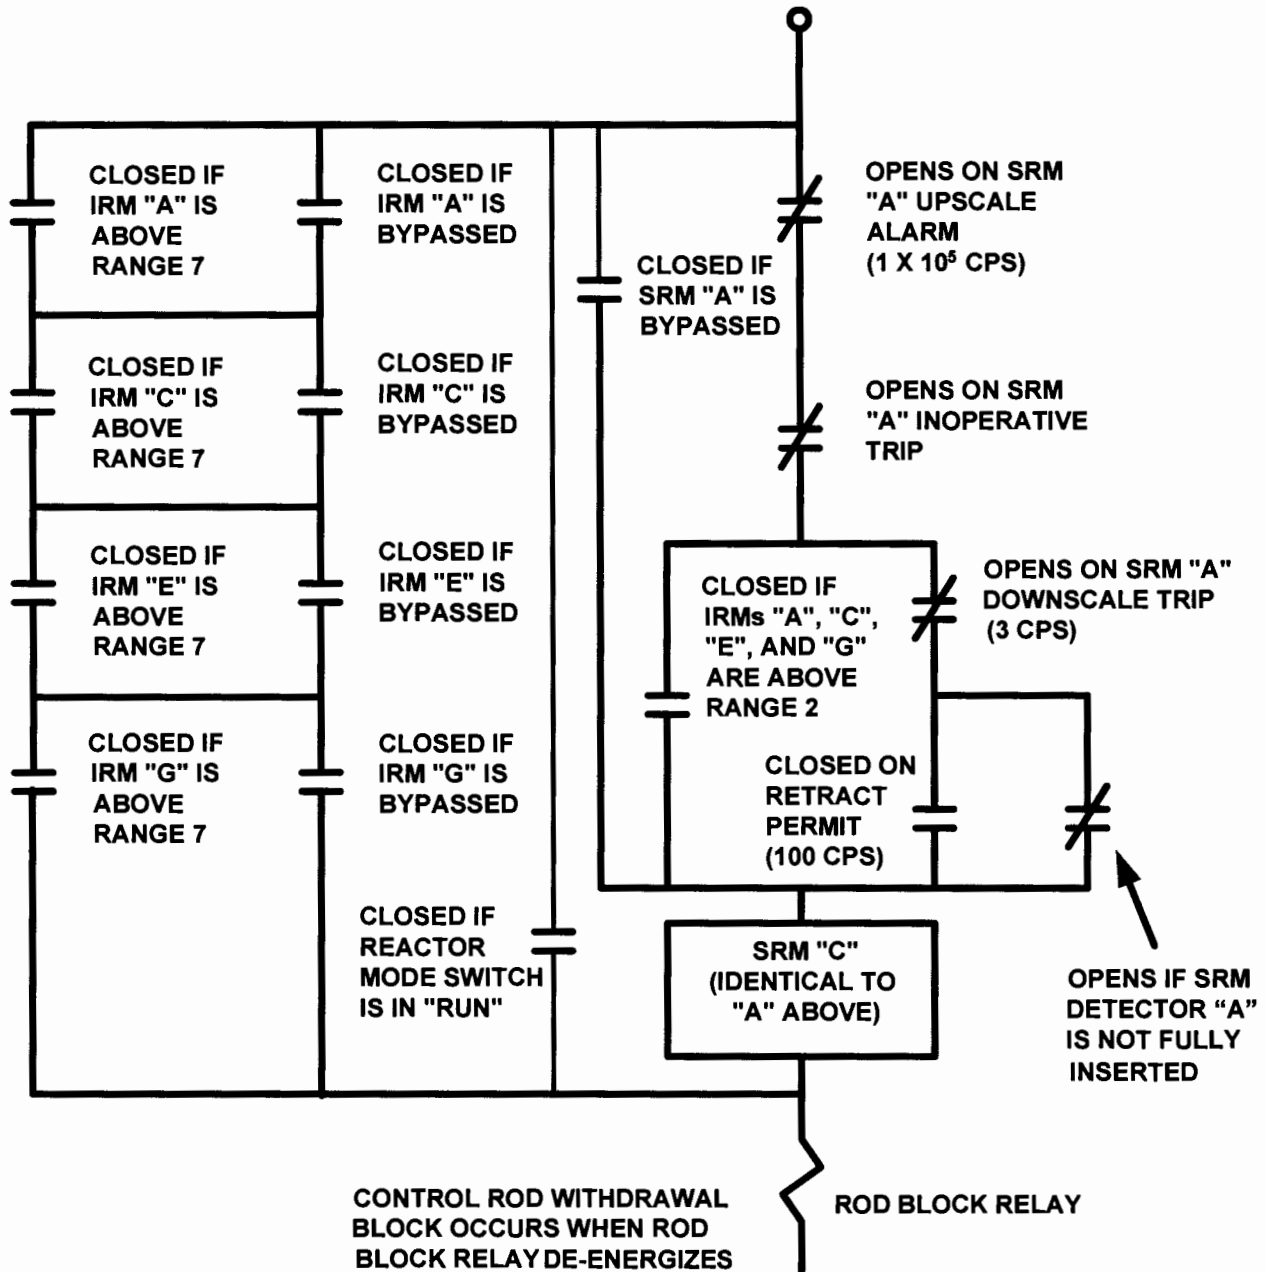 CLOSED IF
IRM "A" IS
ABOVE
RANGE 7
CLOSED IF
IRM "A" IS
BYPASSED
OPENS ON SRM
"A" UPSCALE
ALARM
(1 X 10⁵ CPS)
CLOSED IF
SRM "A" IS
BYPASSED
CLOSED IF
IRM "C" IS
ABOVE
RANGE 7
CLOSED IF
IRM "C" IS
BYPASSED
OPENS ON SRM
"A" INOPERATIVE
TRIP
CLOSED IF
IRM "E" IS
ABOVE
RANGE 7
CLOSED IF
IRM "E" IS
BYPASSED
CLOSED IF
IRMs "A", "C",
"E", AND "G"
ARE ABOVE
RANGE 2
OPENS ON SRM "A"
DOWNSCALE TRIP
(3 CPS)
CLOSED IF
IRM "G" IS
ABOVE
RANGE 7
CLOSED IF
IRM "G" IS
BYPASSED
CLOSED ON
RETRACT
PERMIT
(100 CPS)
CLOSED IF
REACTOR
MODE SWITCH
IS IN "RUN"
SRM "C"
(IDENTICAL TO
"A" ABOVE)
OPENS IF SRM
DETECTOR “A”
IS NOT FULLY
INSERTED
CONTROL ROD WITHDRAWAL
BLOCK OCCURS WHEN ROD
BLOCK RELAY DE-ENERGIZES
ROD BLOCK RELAY